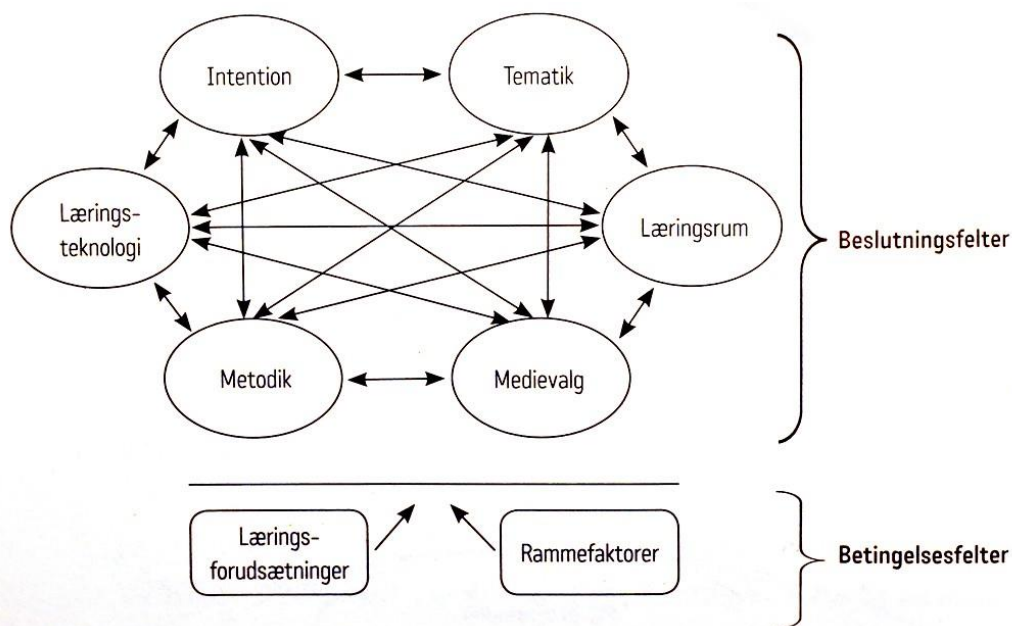 Intention
Tematik
Lærings-
teknologi
Læringsrum
Beslutningsfelter
Metodik
Medievalg
Lærings-
forudsætninger
Rammefaktorer
Betingelsesfelter